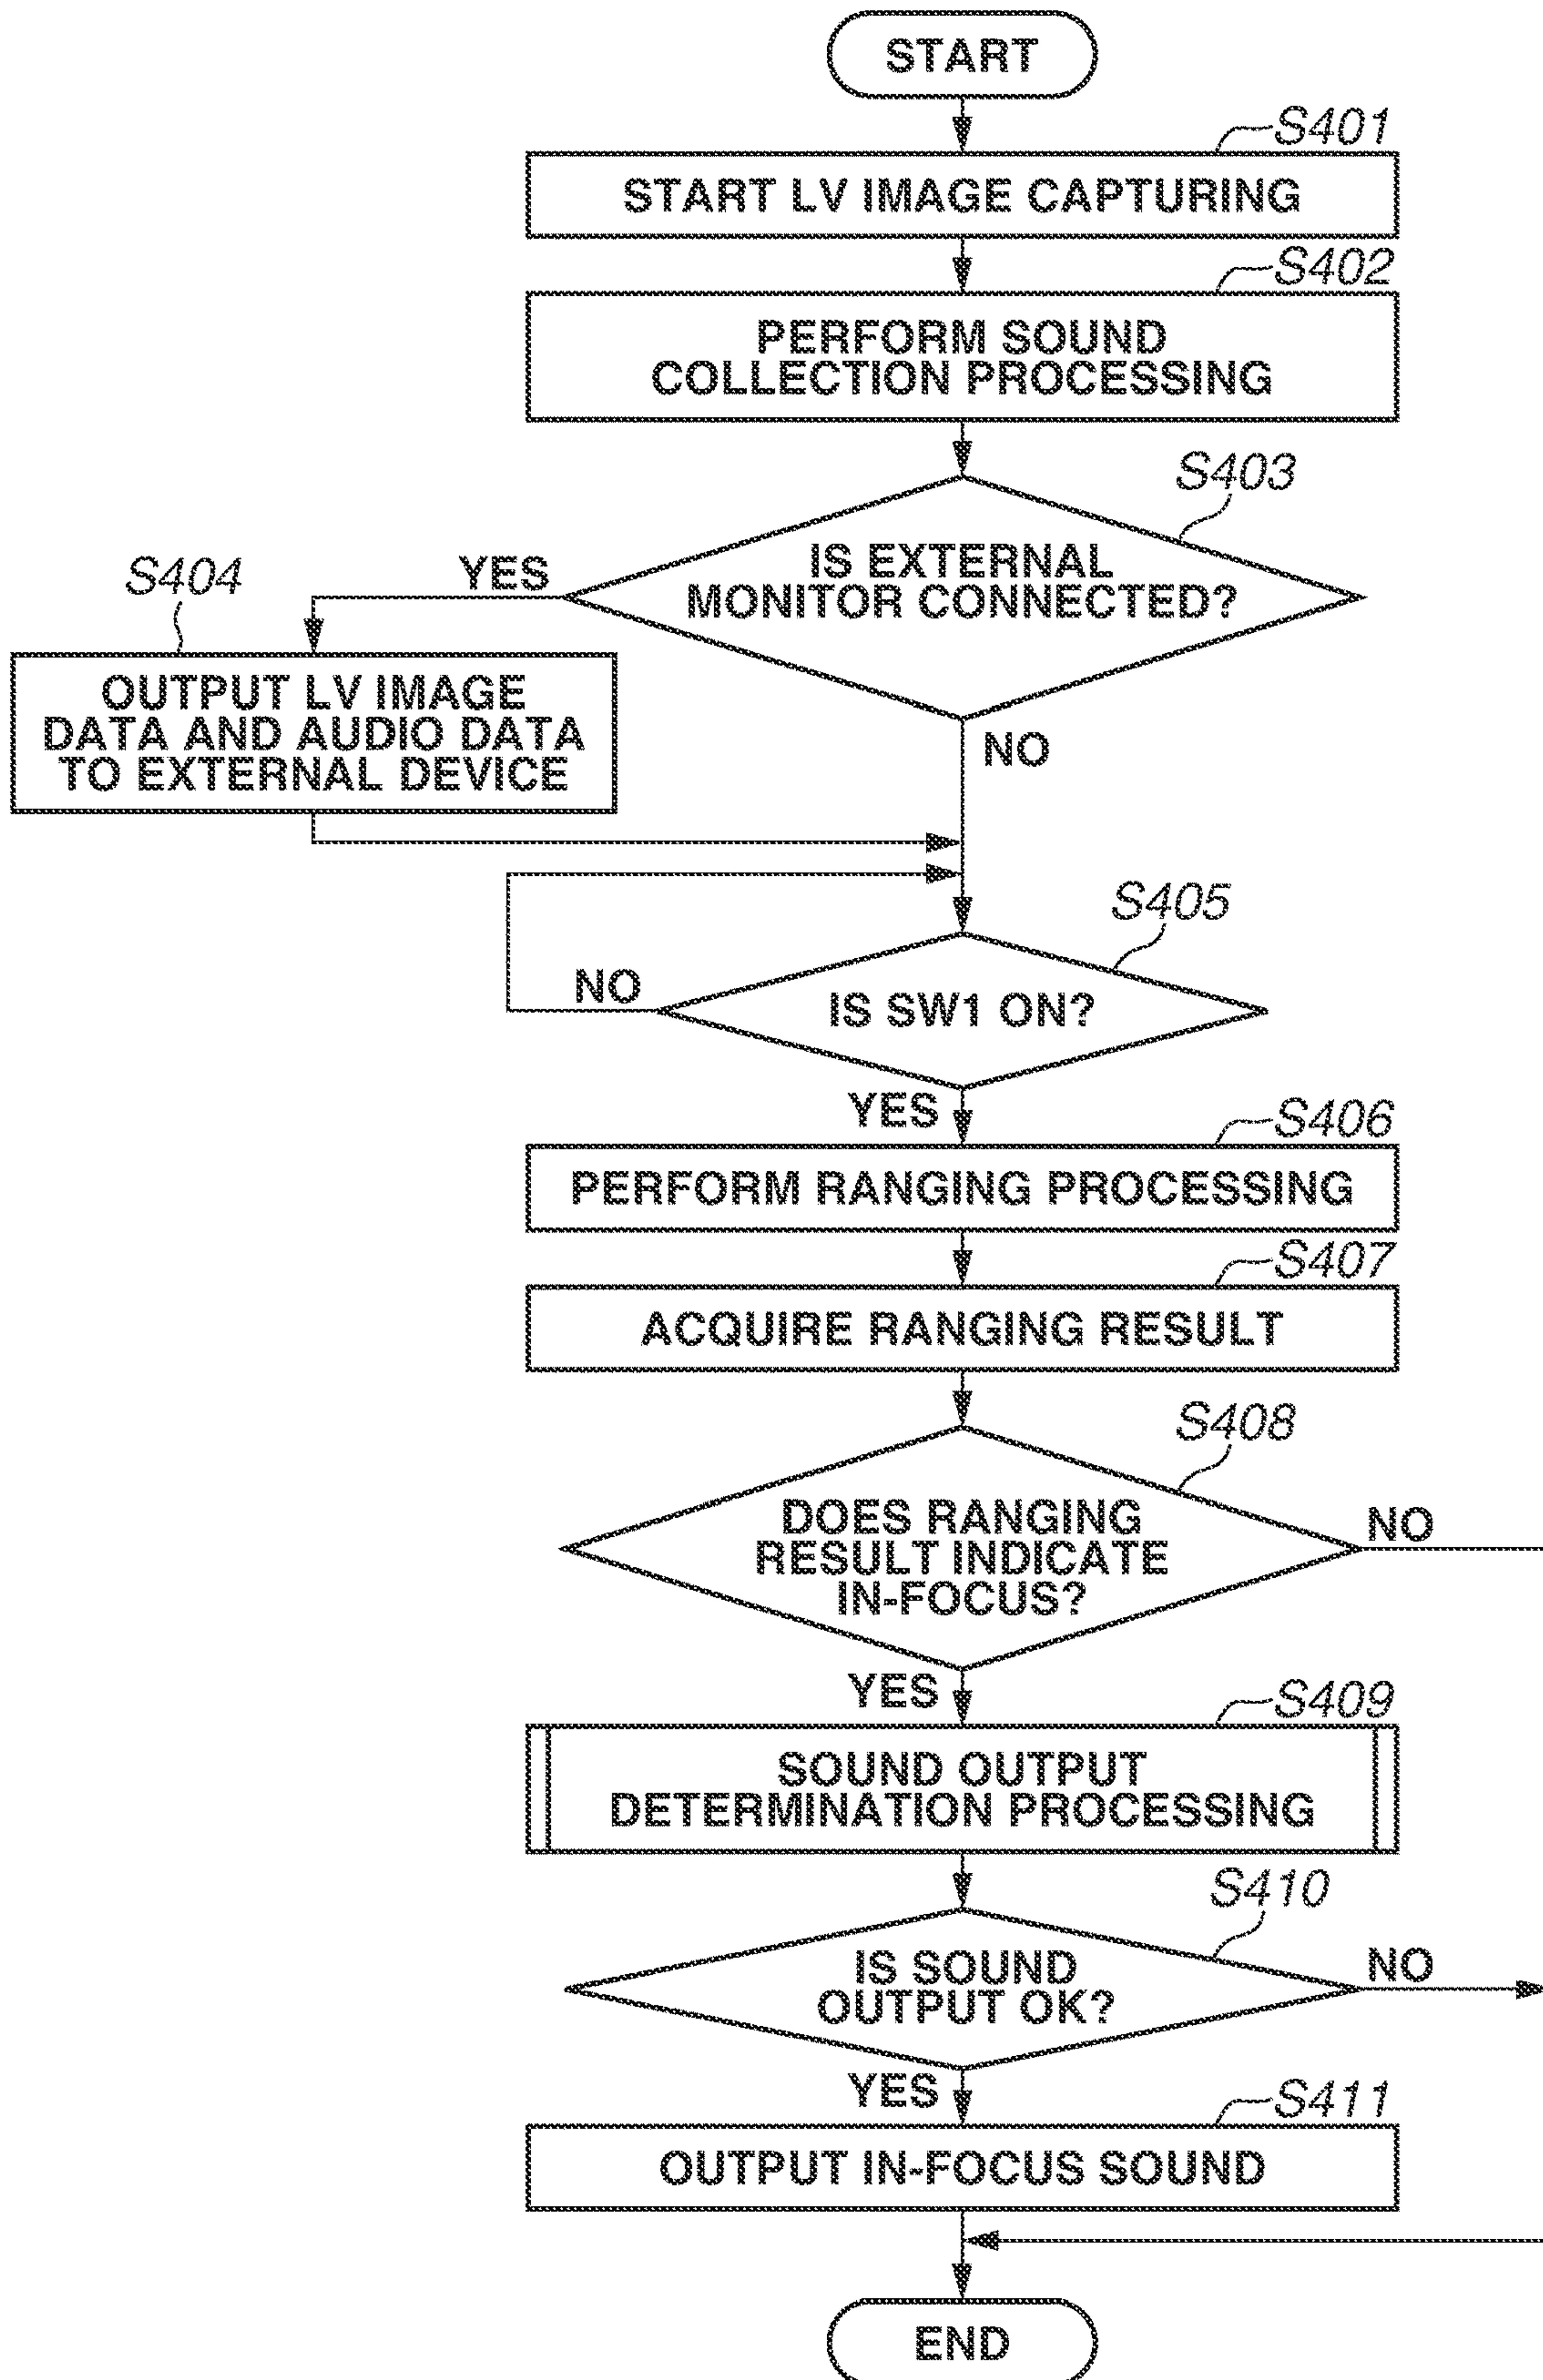 START
S401
START LV IMAGE CAPTURING
S402
PERFORM SOUND
COLLECTION PROCESSING
S403
IS EXTERNAL
MONITOR CONNECTED?
YES
S404
OUTPUT LV IMAGE
DATA AND AUDIO DATA
TO EXTERNAL DEVICE
NO
S405
IS SW1 ON?
NO
YES
S406
PERFORM RANGING PROCESSING
S407
ACQUIRE RANGING RESULT
S408
DOES RANGING
RESULT INDICATE
IN-FOCUS?
NO
YES
S409
SOUND OUTPUT
DETERMINATION PROCESSING
S410
IS SOUND
OUTPUT OK?
NO
YES
S411
OUTPUT IN-FOCUS SOUND
END